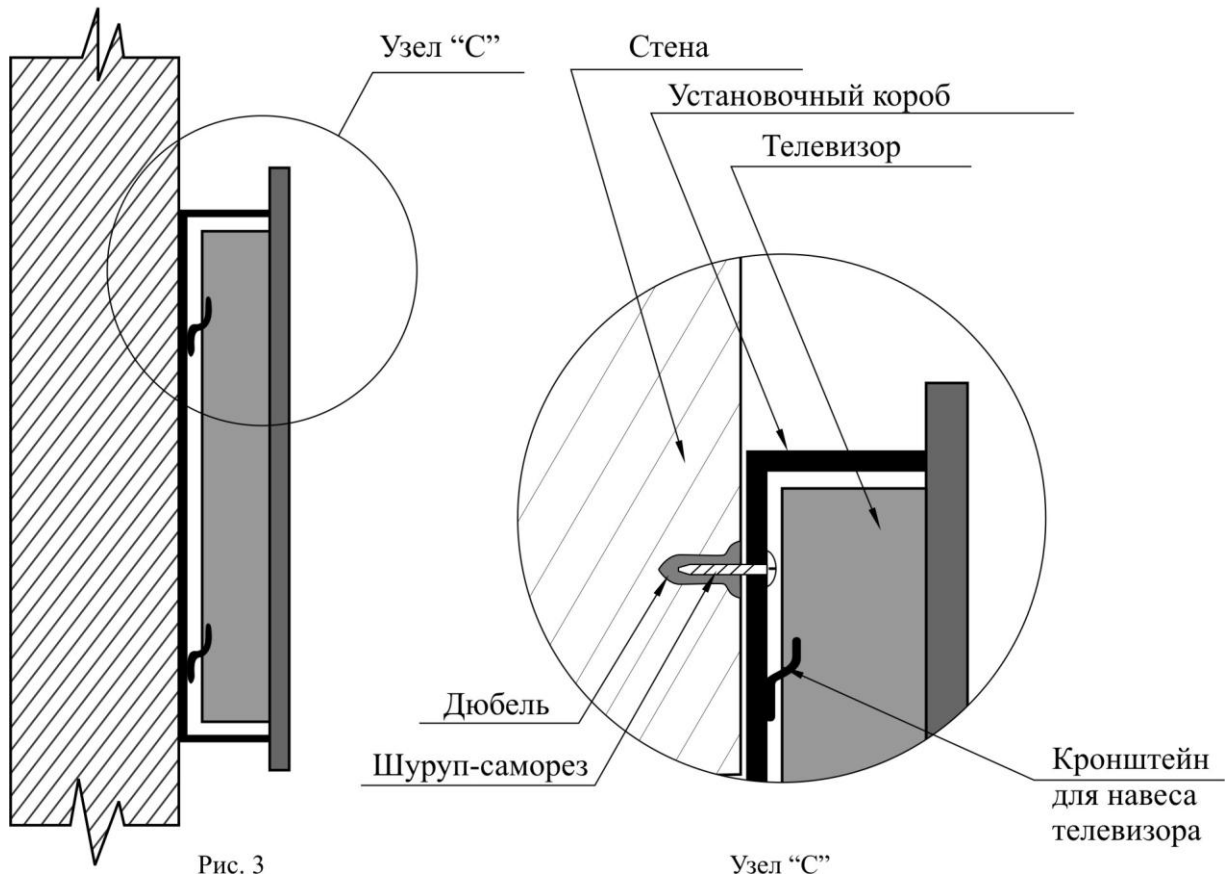 Узел “С”
Стена
Установочный короб
Телевизор
Дюбель
Шуруп-саморез
Кронштейн
для навеса
телевизора
Рис. 3
Узел “С”